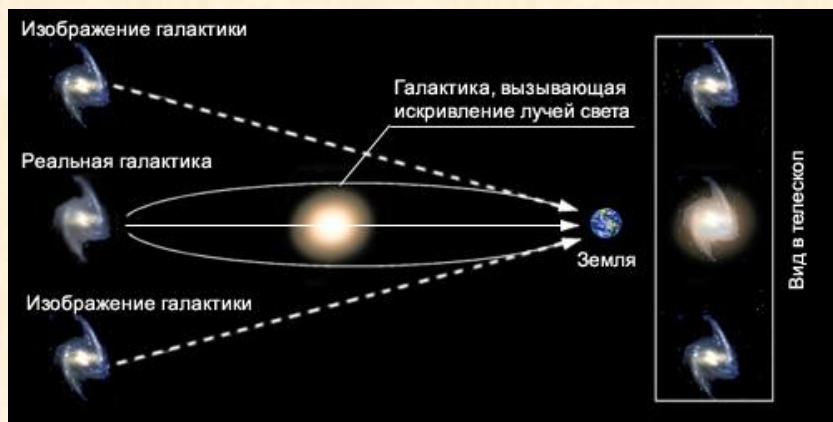 Изображение галактики
Галактика, вызывающая
искривление лучей света
Реальная галактика
Земля
Изображение галактики
Вид в телескоп